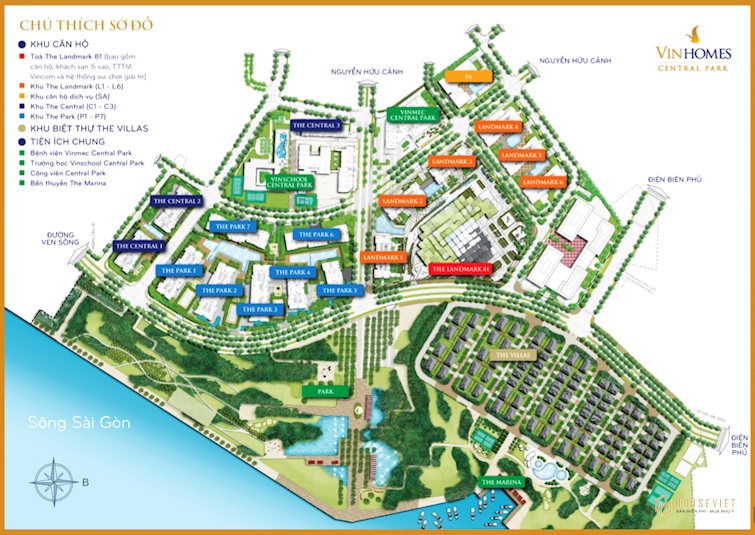 CHÚ THÍCH SƠ ĐỒ
KHU CĂN HỘ
Toà The Landmark 81 (bao gồm
căn hộ, khách sạn 5 sao, TTTM
Vincom và hệ thống vui chơi giải trí)
Khu The Landmark (L1 - L6)
Khu căn hộ dịch vụ (SA)
Khu The Central (C1 - C3)
Khu The Park (P1 - P7)
KHU BIỆT THỰ THE VILLAS
TIỆN ÍCH CHUNG
Bệnh viện Vinmec Central Park
Trường học Vinschool Central Park
Công viên Central Park
Bến thuyền The Marina
VINHOMES
CENTRAL PARK
NGUYỄN HỮU CẢNH
NGUYỄN HỮU CẢNH
SA
VINMEC
CENTRAL PARK
THE CENTRAL 3
LANDMARK 4
LANDMARK 5
LANDMARK 3
LANDMARK 6
VINSCHOOL
CENTRAL PARK
ĐIỆN BIÊN PHỦ
THE CENTRAL 2
LANDMARK 2
THE PARK 7
THE PARK 6
ĐƯỜNG
VEN SÔNG
THE CENTRAL 1
LANDMARK 1
THE PARK 1
THE PARK 4
THE LANDMARK 81
THE PARK 2
THE PARK 5
THE PARK 3
THE VILLAS
PARK
Sông Sài Gòn
ĐIỆN
BIÊN
PHỦ
B
THE MARINA
HOUSEVIET
BÁN MIỄN PHÍ - MUA NHƯ Ý